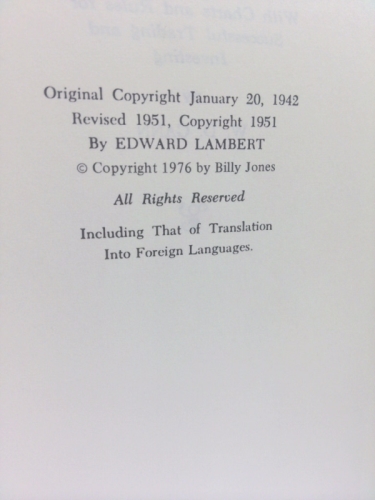 Original Copyright January 20, 1942
Revised 1951, Copyright 1951
By EDWARD LAMBERT
© Copyright 1976 by Billy Jones
All Rights Reserved
Including That of Translation
Into Foreign Languages.